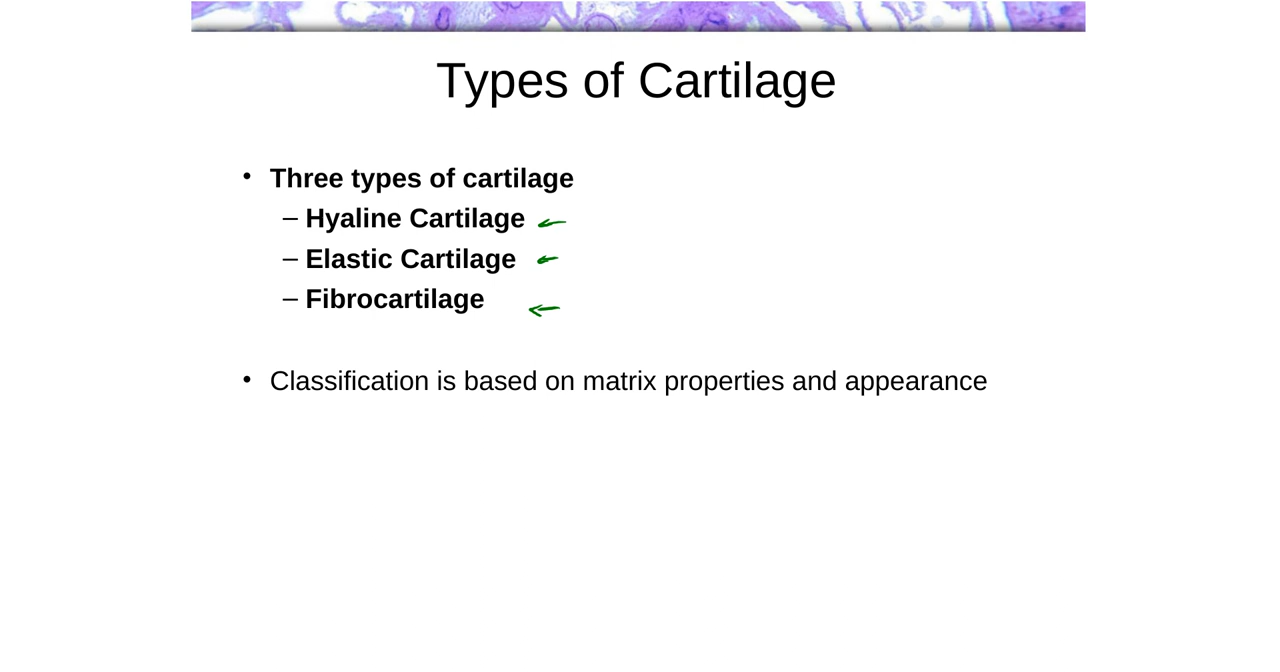 Types of Cartilage
• Three types of cartilage
– Hyaline Cartilage
– Elastic Cartilage
– Fibrocartilage
• Classification is based on matrix properties and appearance